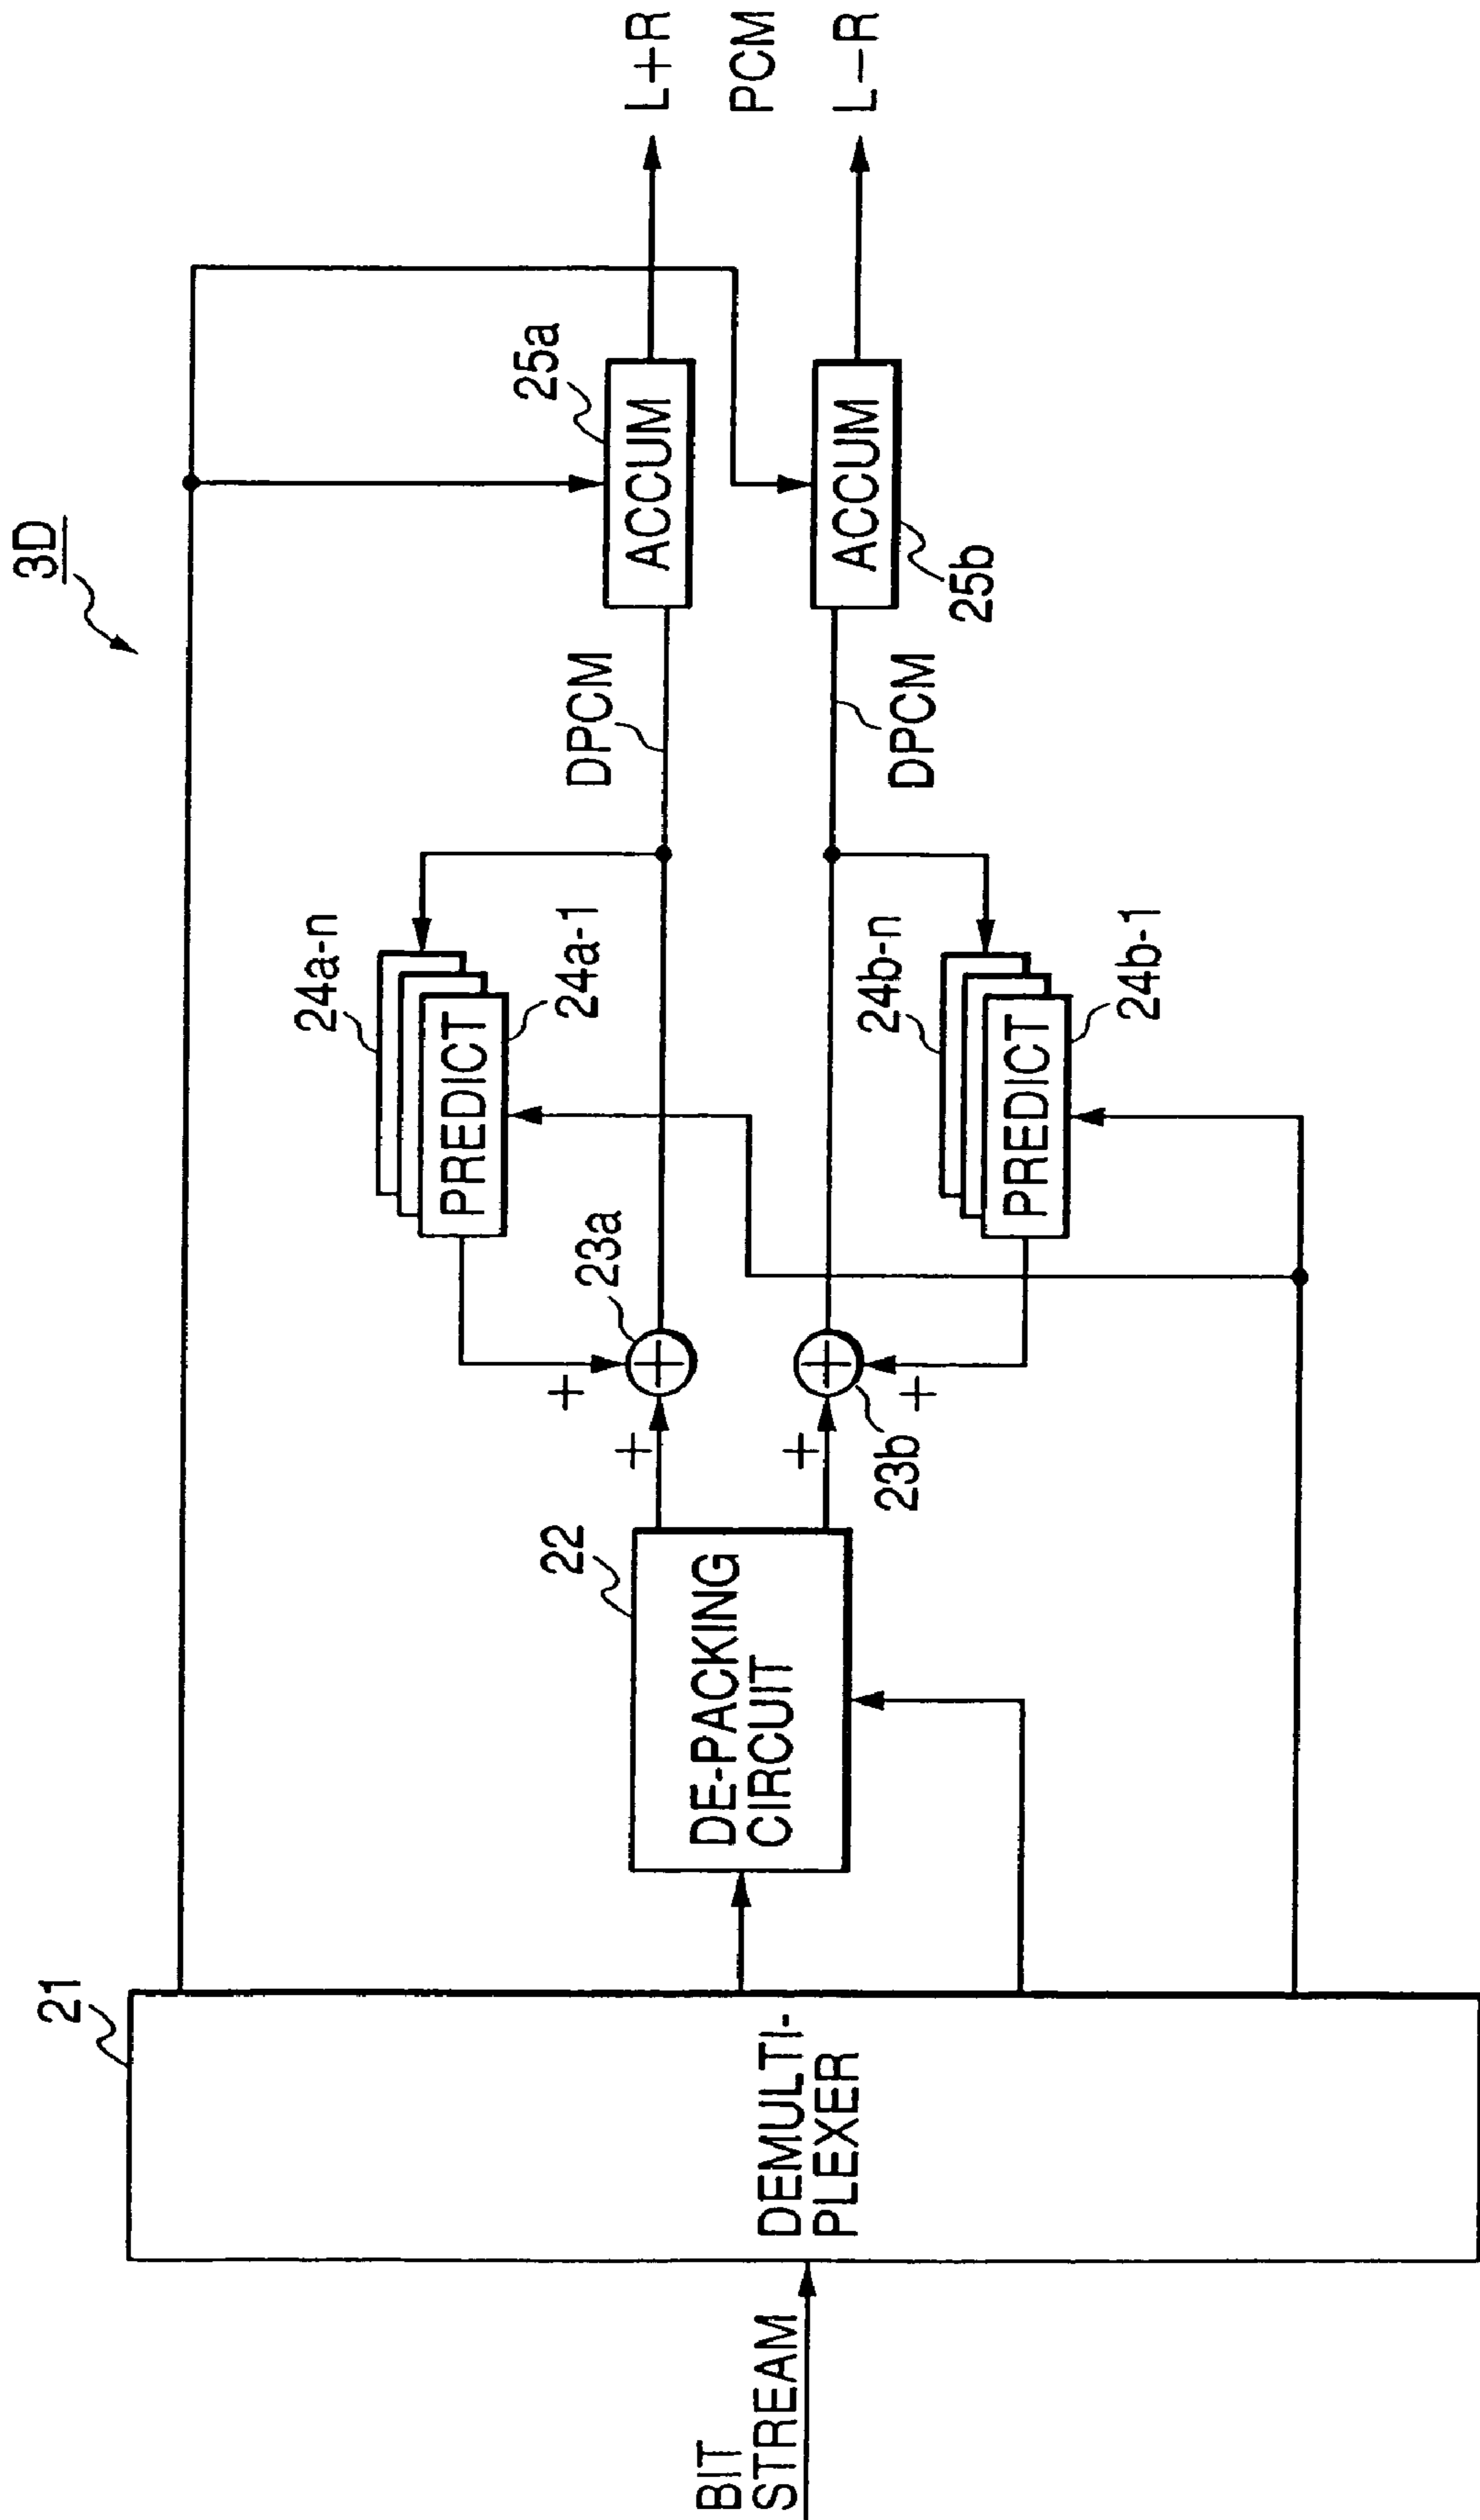 3D
21
BIT
STREAM
DEMULTI-
PLEXER
22
DE-PACKING
CIRCUIT
23a
+
+
+
+
23b
24a-n
PREDICT
24a-1
24b-n
PREDICT
24b-1
DPCM
DPCM
25a
ACCUM
ACCUM
25b
L+R
PCM
L-R